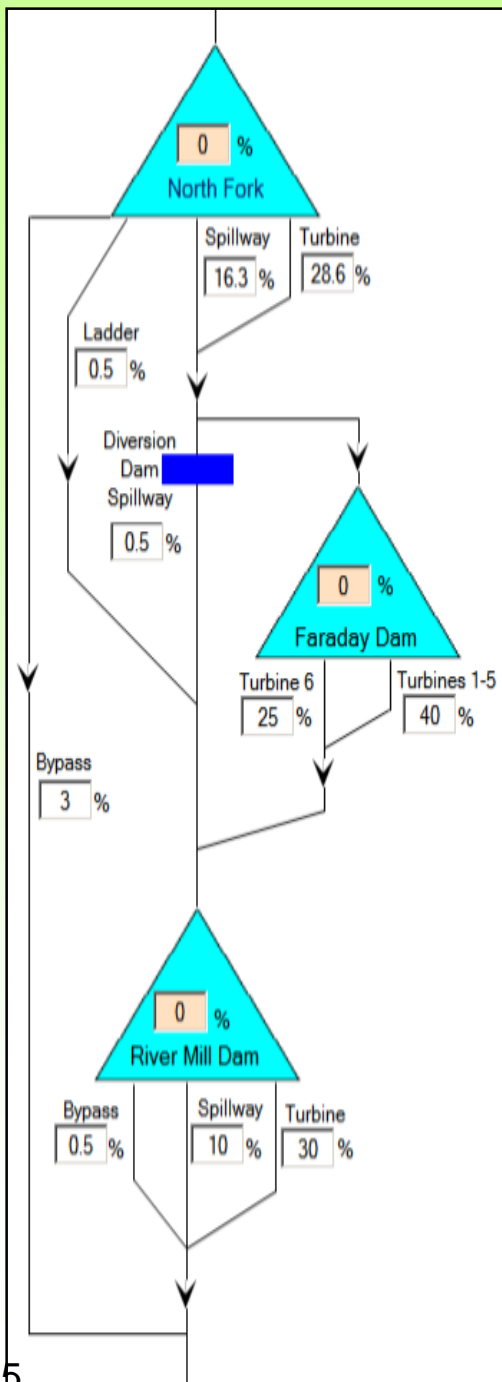 0 %
North Fork
Spillway
16.3 %
Turbine
28.6 %
Ladder
0.5 %
Diversion
Dam
Spillway
0.5 %
0 %
Faraday Dam
Turbine 6
25 %
Turbines 1-5
40 %
Bypass
3 %
0 %
River Mill Dam
Bypass
0.5 %
Spillway
10 %
Turbine
30 %
5